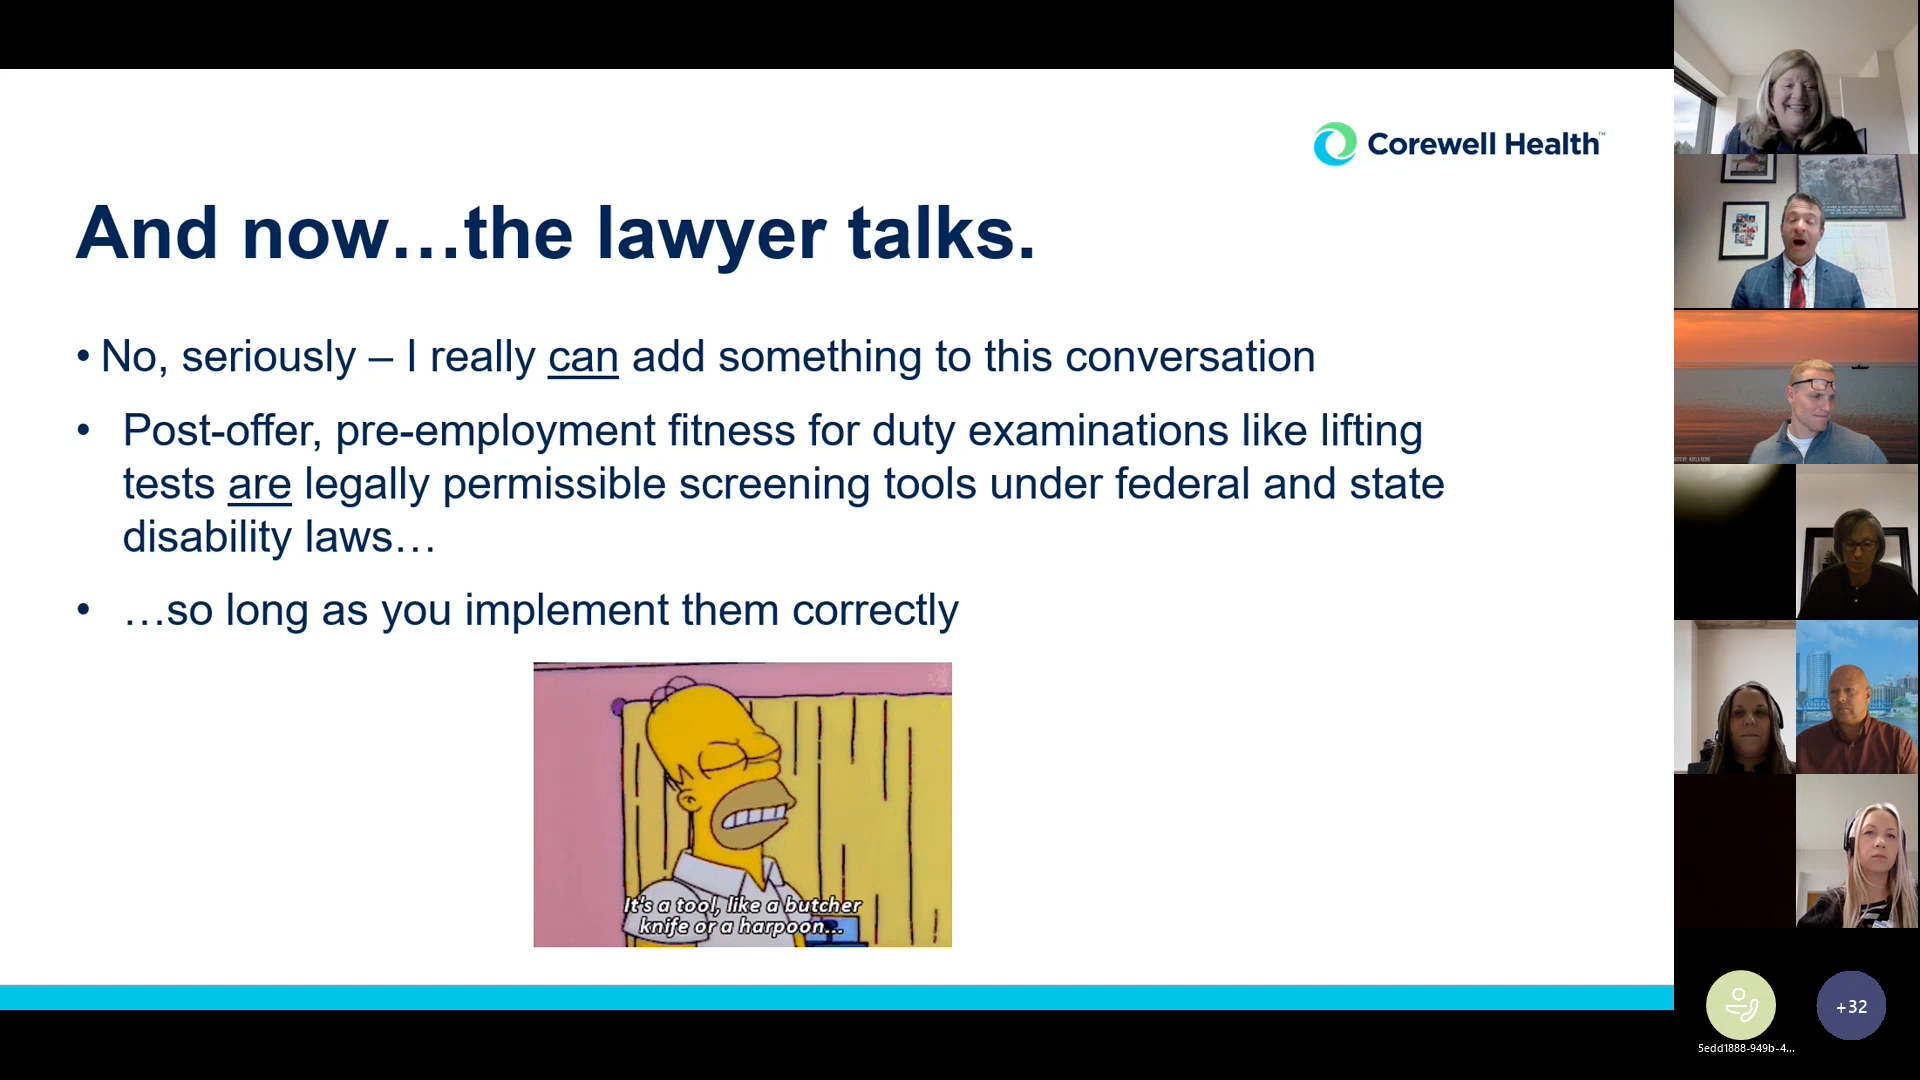 Corewell Health™
And now…the lawyer talks.
• No, seriously – I really can add something to this conversation
• Post-offer, pre-employment fitness for duty examinations like lifting
tests are legally permissible screening tools under federal and state
disability laws…
• …so long as you implement them correctly
It's a tool, like a butcher
knife or a harpoon...
+32
5edd1888-949b-4...